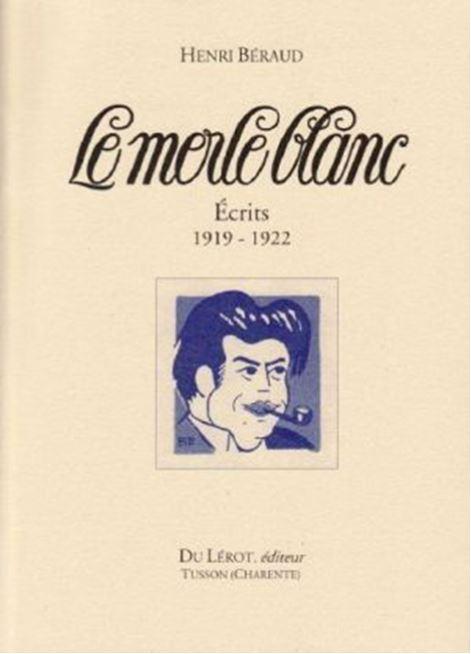 HENRI BÉRAUD
Le merle blanc
Écrits
1919 - 1922
DU LÉROT, éditeur
TUSSON (CHARENTE)